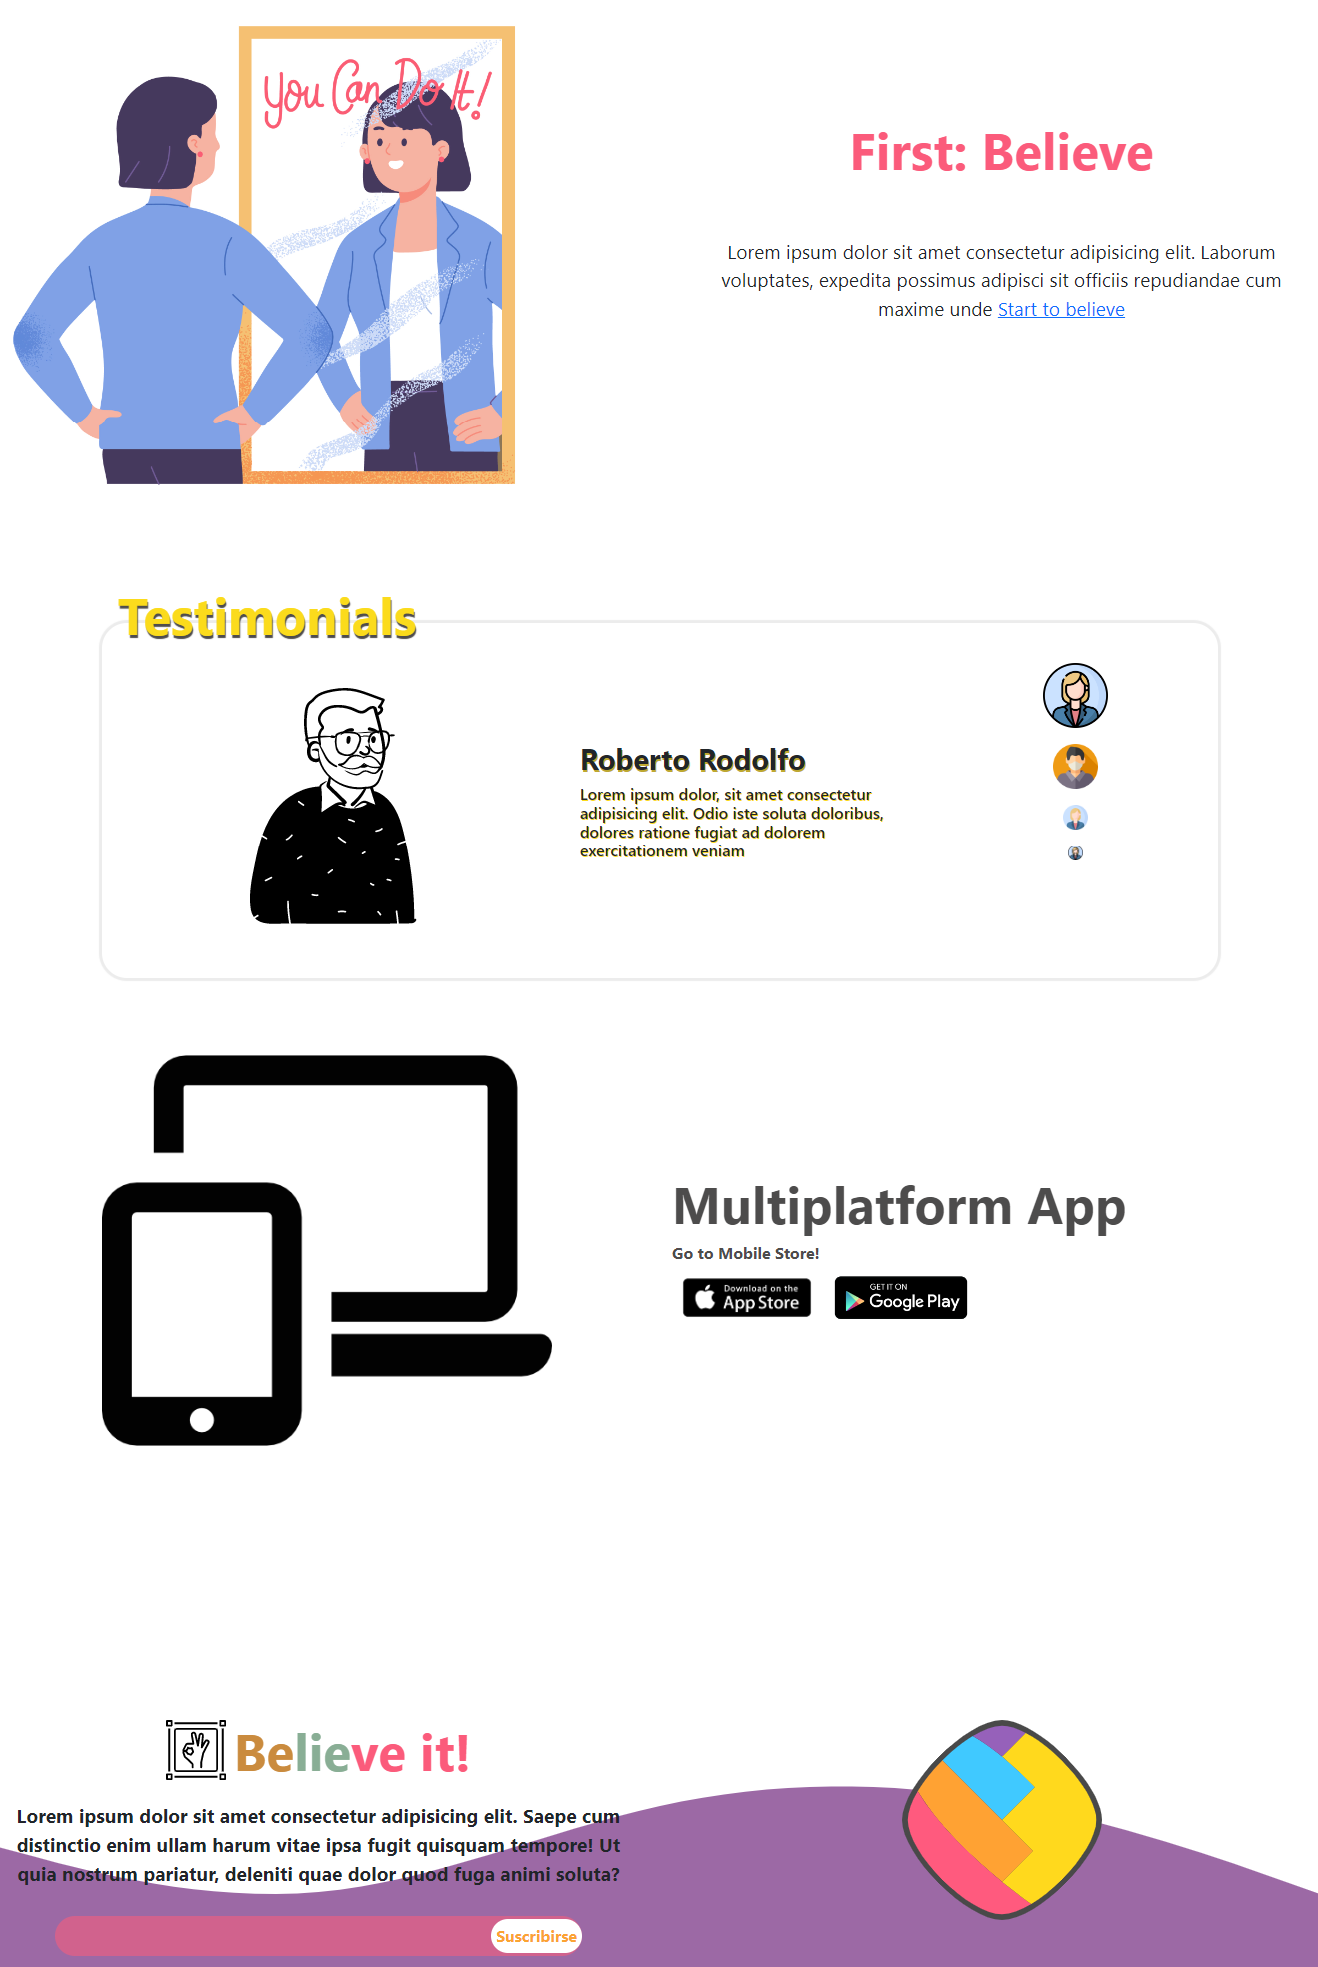 You Can Do It!
First: Believe
Lorem ipsum dolor sit amet consectetur adipisicing elit. Laborum
voluptates, expedita possimus adipisci sit officiis repudiandae cum
maxime unde Start to believe
Testimonials
Roberto Rodolfo
Lorem ipsum dolor, sit amet consectetur
adipisicing elit. Odio iste soluta doloribus,
dolores ratione fugiat ad dolorem
exercitationem veniam
Multiplatform App
Go to Mobile Store!
Download on the
App Store
GET IT ON
Google Play
Believe it!
Lorem ipsum dolor sit amet consectetur adipisicing elit. Saepe cum
distinctio enim ullam harum vitae ipsa fugit quisquam tempore! Ut
quia nostrum pariatur, deleniti quae dolor quod fuga animi soluta?
Suscribirse